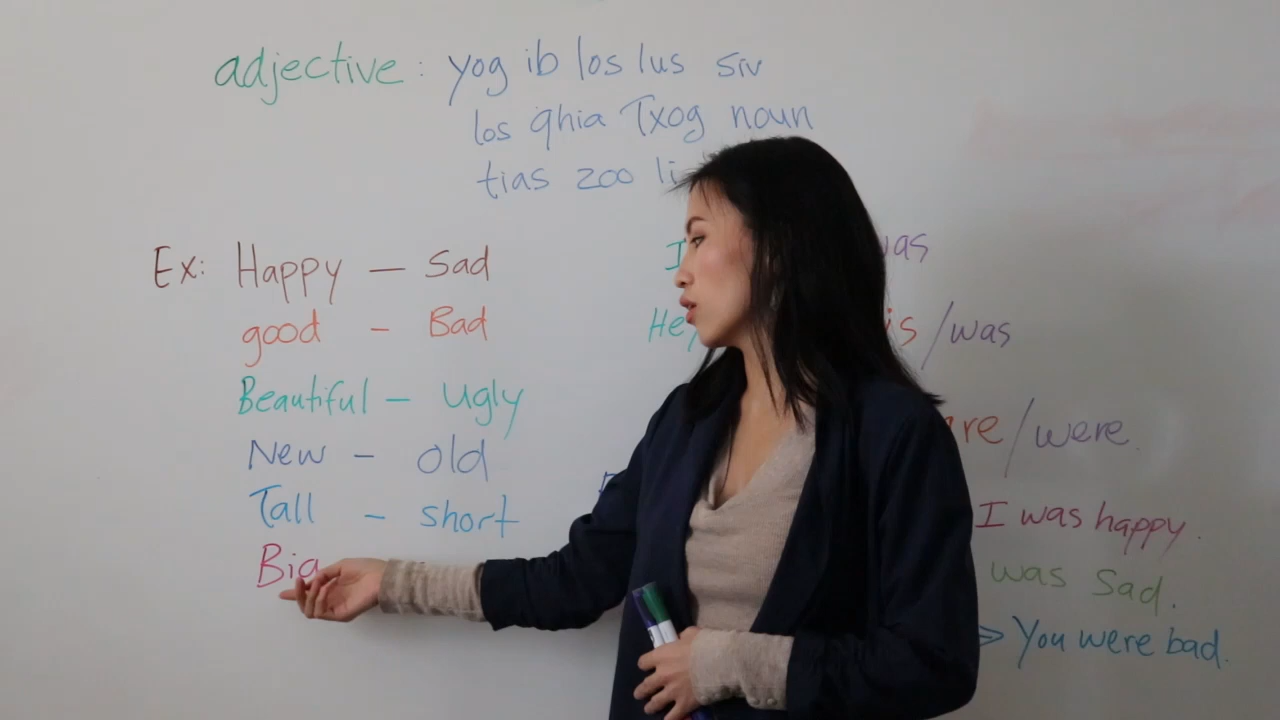 adjective: yog ib los lus siv
los qhia Txog noun
tias zoo li
Ex: Happy — Sad
good - Bad
Beautiful — Ugly
New - old
Tall - short
Big
I was
He/ is /was
are /were.
I was happy.
was sad.
=> You were bad.